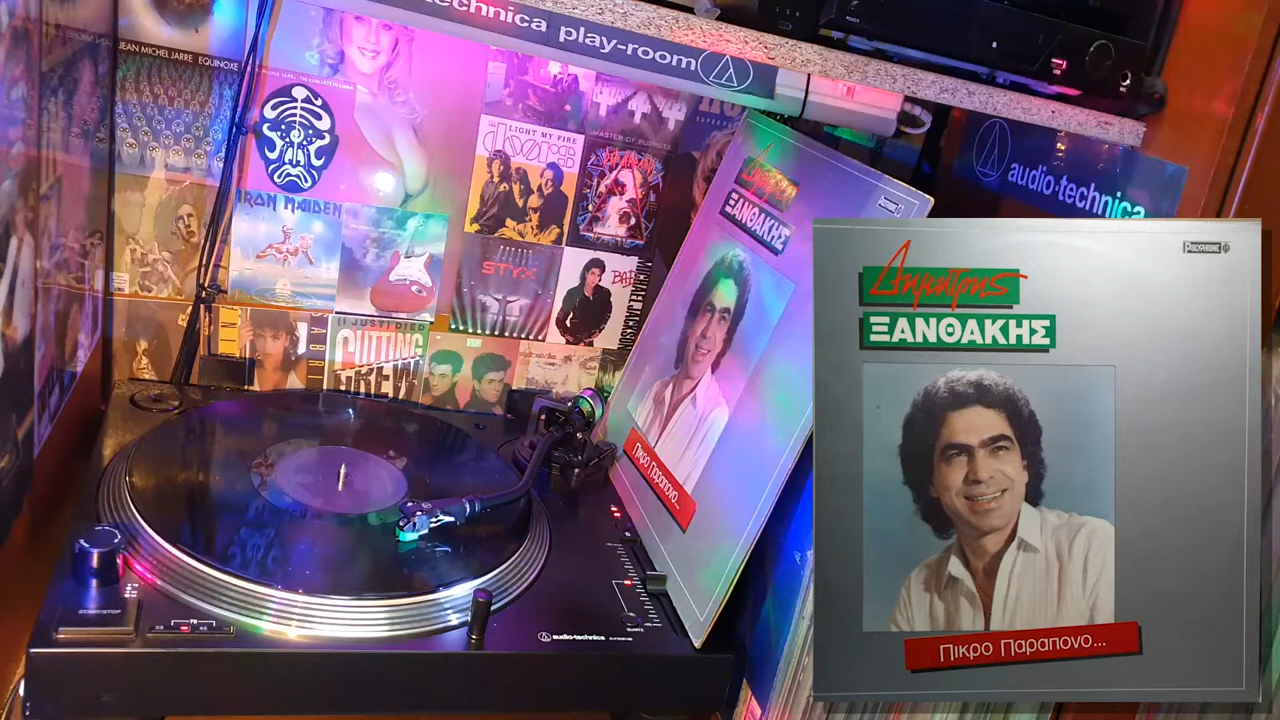 technica play-room
JEAN MICHEL JARRE EQUINOXE
LIGHT MY FIRE
doors
MASTER OF PUPPETS
IRON MAIDEN
STYX
BAD
MICHAEL JACKSON
(I JUST) DIED
CUTTING
CREW
audio-technica
Δημήτρης
ΞΑΝΘΑΚΗΣ
Πικρο Παραπονο...
POLYPHONE
Δημήτρης
ΞΑΝΘΑΚΗΣ
Πικρο Παραπονο...
START/STOP
33
45
audio-technica
POWER